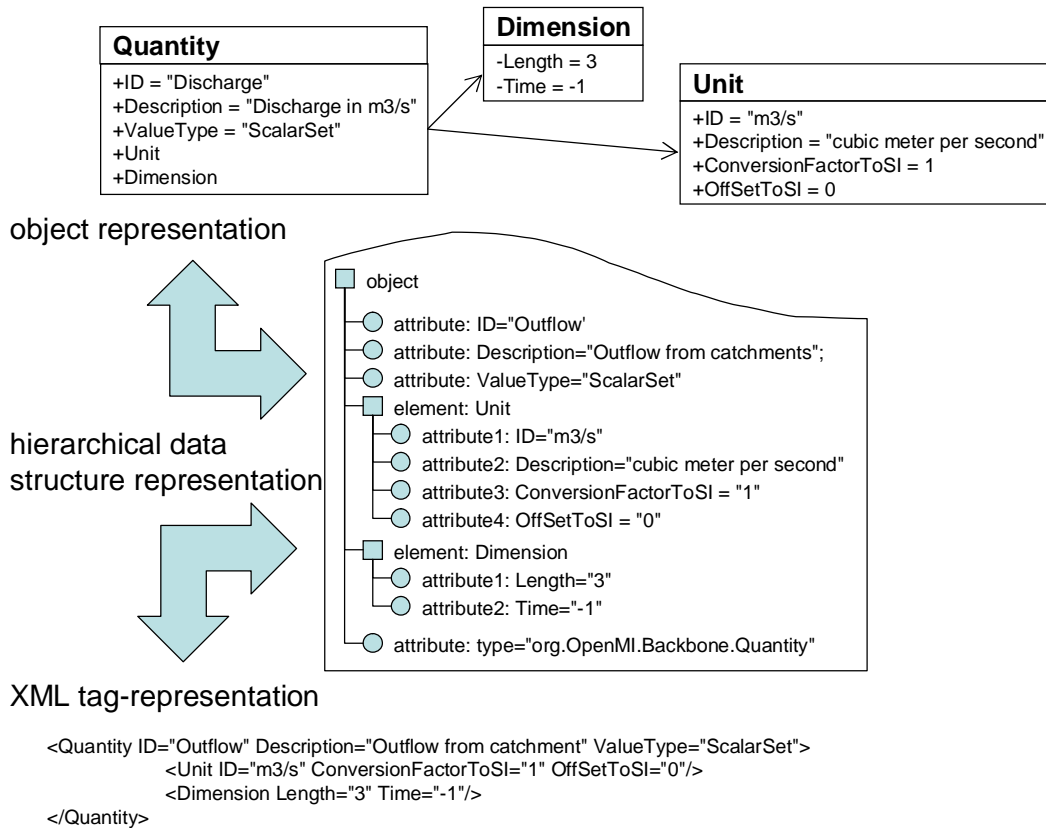 Quantity
+ID = "Discharge"
+Description = "Discharge in m3/s"
+ValueType = "ScalarSet"
+Unit
+Dimension
Dimension
-Length = 3
-Time = -1
Unit
+ID = "m3/s"
+Description = "cubic meter per second"
+ConversionFactorToSI = 1
+OffSetToSI = 0
object representation
object
attribute: ID="Outflow'
attribute: Description="Outflow from catchments";
attribute: ValueType="ScalarSet"
element: Unit
attribute1: ID="m3/s"
attribute2: Description="cubic meter per second"
attribute3: ConversionFactorToSI = "1"
attribute4: OffSetToSI = "0"
element: Dimension
attribute1: Length="3"
attribute2: Time="-1"
attribute: type="org.OpenMI.Backbone.Quantity"
hierarchical data
structure representation
XML tag-representation
<Quantity ID="Outflow" Description="Outflow from catchment" ValueType="ScalarSet">
<Unit ID="m3/s" ConversionFactorToSI="1" OffSetToSI="0"/>
<Dimension Length="3" Time="-1"/>
</Quantity>